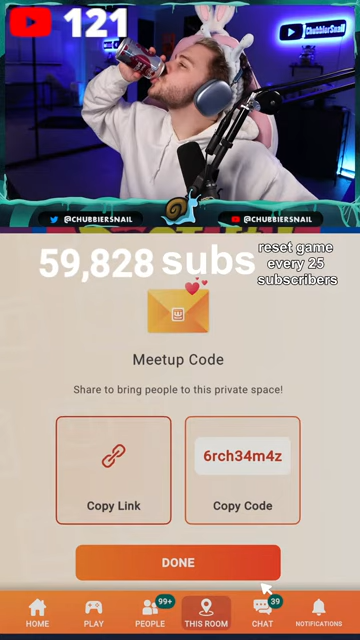 121
ChubbierSnail
@CHUBBIERSNAIL
@CHUBBIERSNAIL
59,828 subs
reset game
every 25
subscribers
Meetup Code
Share to bring people to this private space!
6rch34m4z
Copy Link
Copy Code
DONE
99+
39
HOME
PLAY
PEOPLE
THIS ROOM
CHAT
NOTIFICATIONS